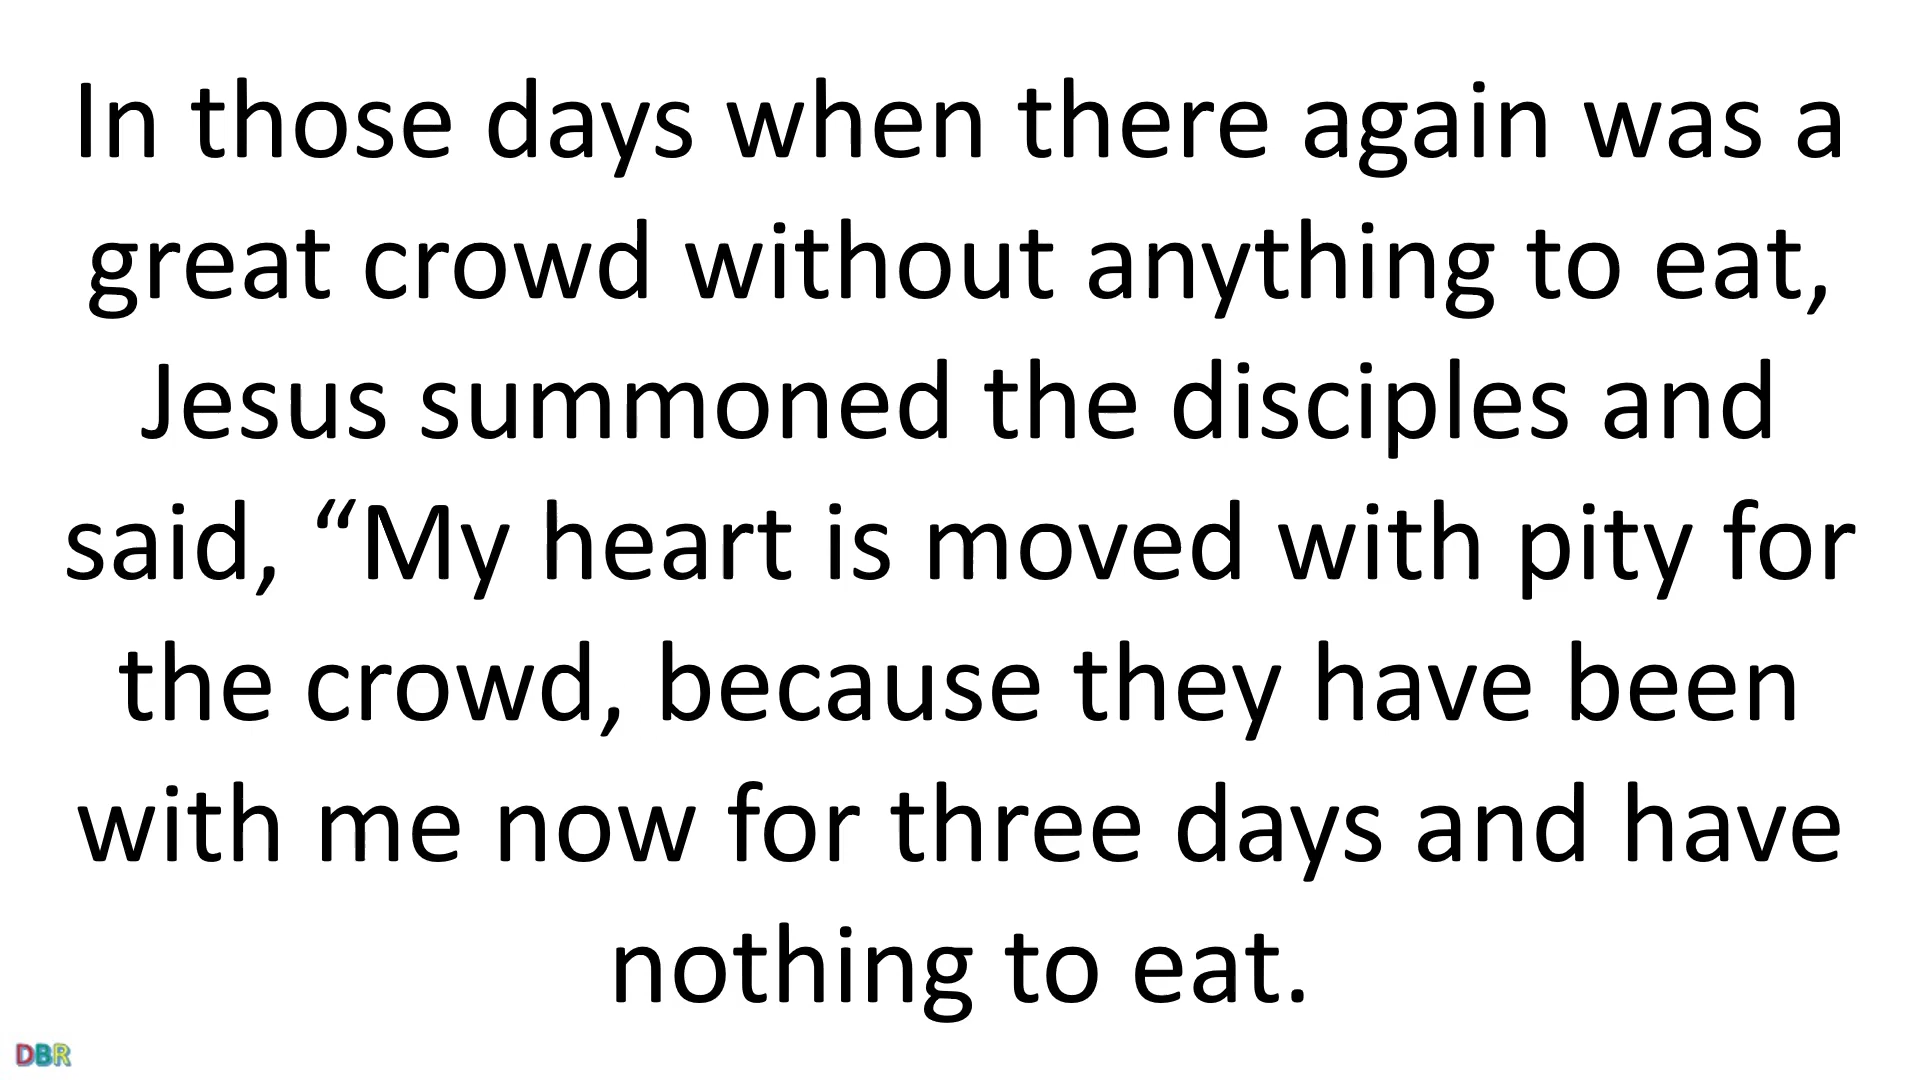 In those days when there again was a
great crowd without anything to eat,
Jesus summoned the disciples and
said, “My heart is moved with pity for
the crowd, because they have been
with me now for three days and have
nothing to eat.
DBR